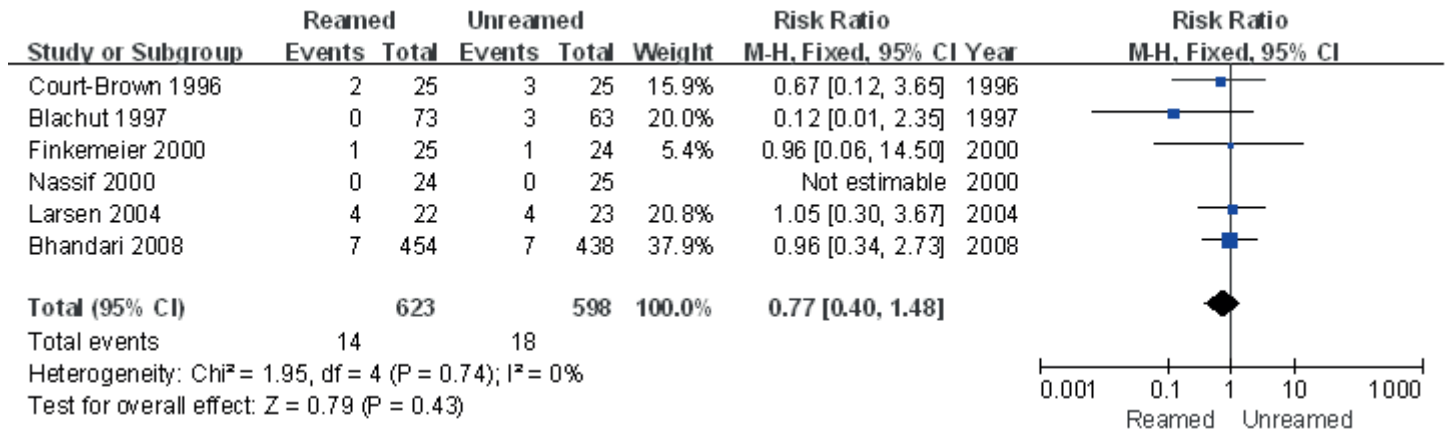 Reamed Unreamed Risk Ratio Risk Ratio
Study or Subgroup Events Total Events Total Weight M-H, Fixed, 95% CI Year M-H, Fixed, 95% CI
Court-Brown 1996 2 25 3 25 15.9% 0.67 [0.12, 3.65] 1996
Blachut 1997 0 73 3 63 20.0% 0.12 [0.01, 2.35] 1997
Finkemeier 2000 1 25 1 24 5.4% 0.96 [0.06, 14.50] 2000
Nassif 2000 0 24 0 25 Not estimable 2000
Larsen 2004 4 22 4 23 20.8% 1.05 [0.30, 3.67] 2004
Bhandari 2008 7 454 7 438 37.9% 0.96 [0.34, 2.73] 2008
Total (95% CI) 623 598 100.0% 0.77 [0.40, 1.48]
Total events 14 18
Heterogeneity: Chi² = 1.95, df = 4 (P = 0.74); I² = 0%
Test for overall effect: Z = 0.79 (P = 0.43)
0.001 0.1 1 10 1000
Reamed Unreamed